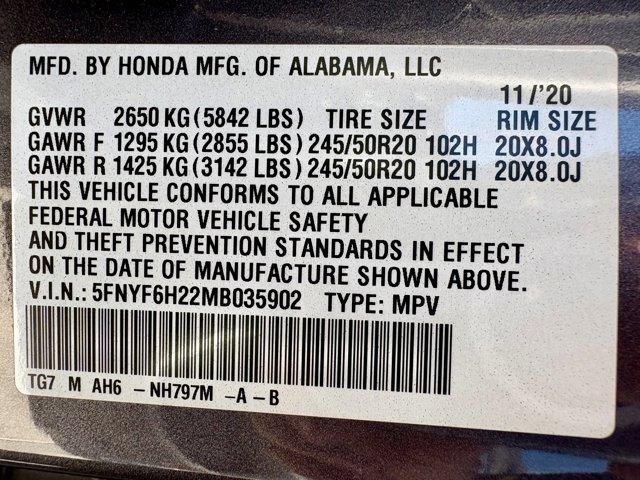 MFD. BY HONDA MFG. OF ALABAMA, LLC
11/'20
GVWR 2650 KG (5842 LBS) TIRE SIZE RIM SIZE
GAWR F 1295 KG (2855 LBS) 245/50R20 102H 20X8.0J
GAWR R 1425 KG (3142 LBS) 245/50R20 102H 20X8.0J
THIS VEHICLE CONFORMS TO ALL APPLICABLE
FEDERAL MOTOR VEHICLE SAFETY
AND THEFT PREVENTION STANDARDS IN EFFECT
ON THE DATE OF MANUFACTURE SHOWN ABOVE.
V.I.N.: 5FNYF6H22MB035902 TYPE: MPV
TG7 M AH6 -NH797M -A-B